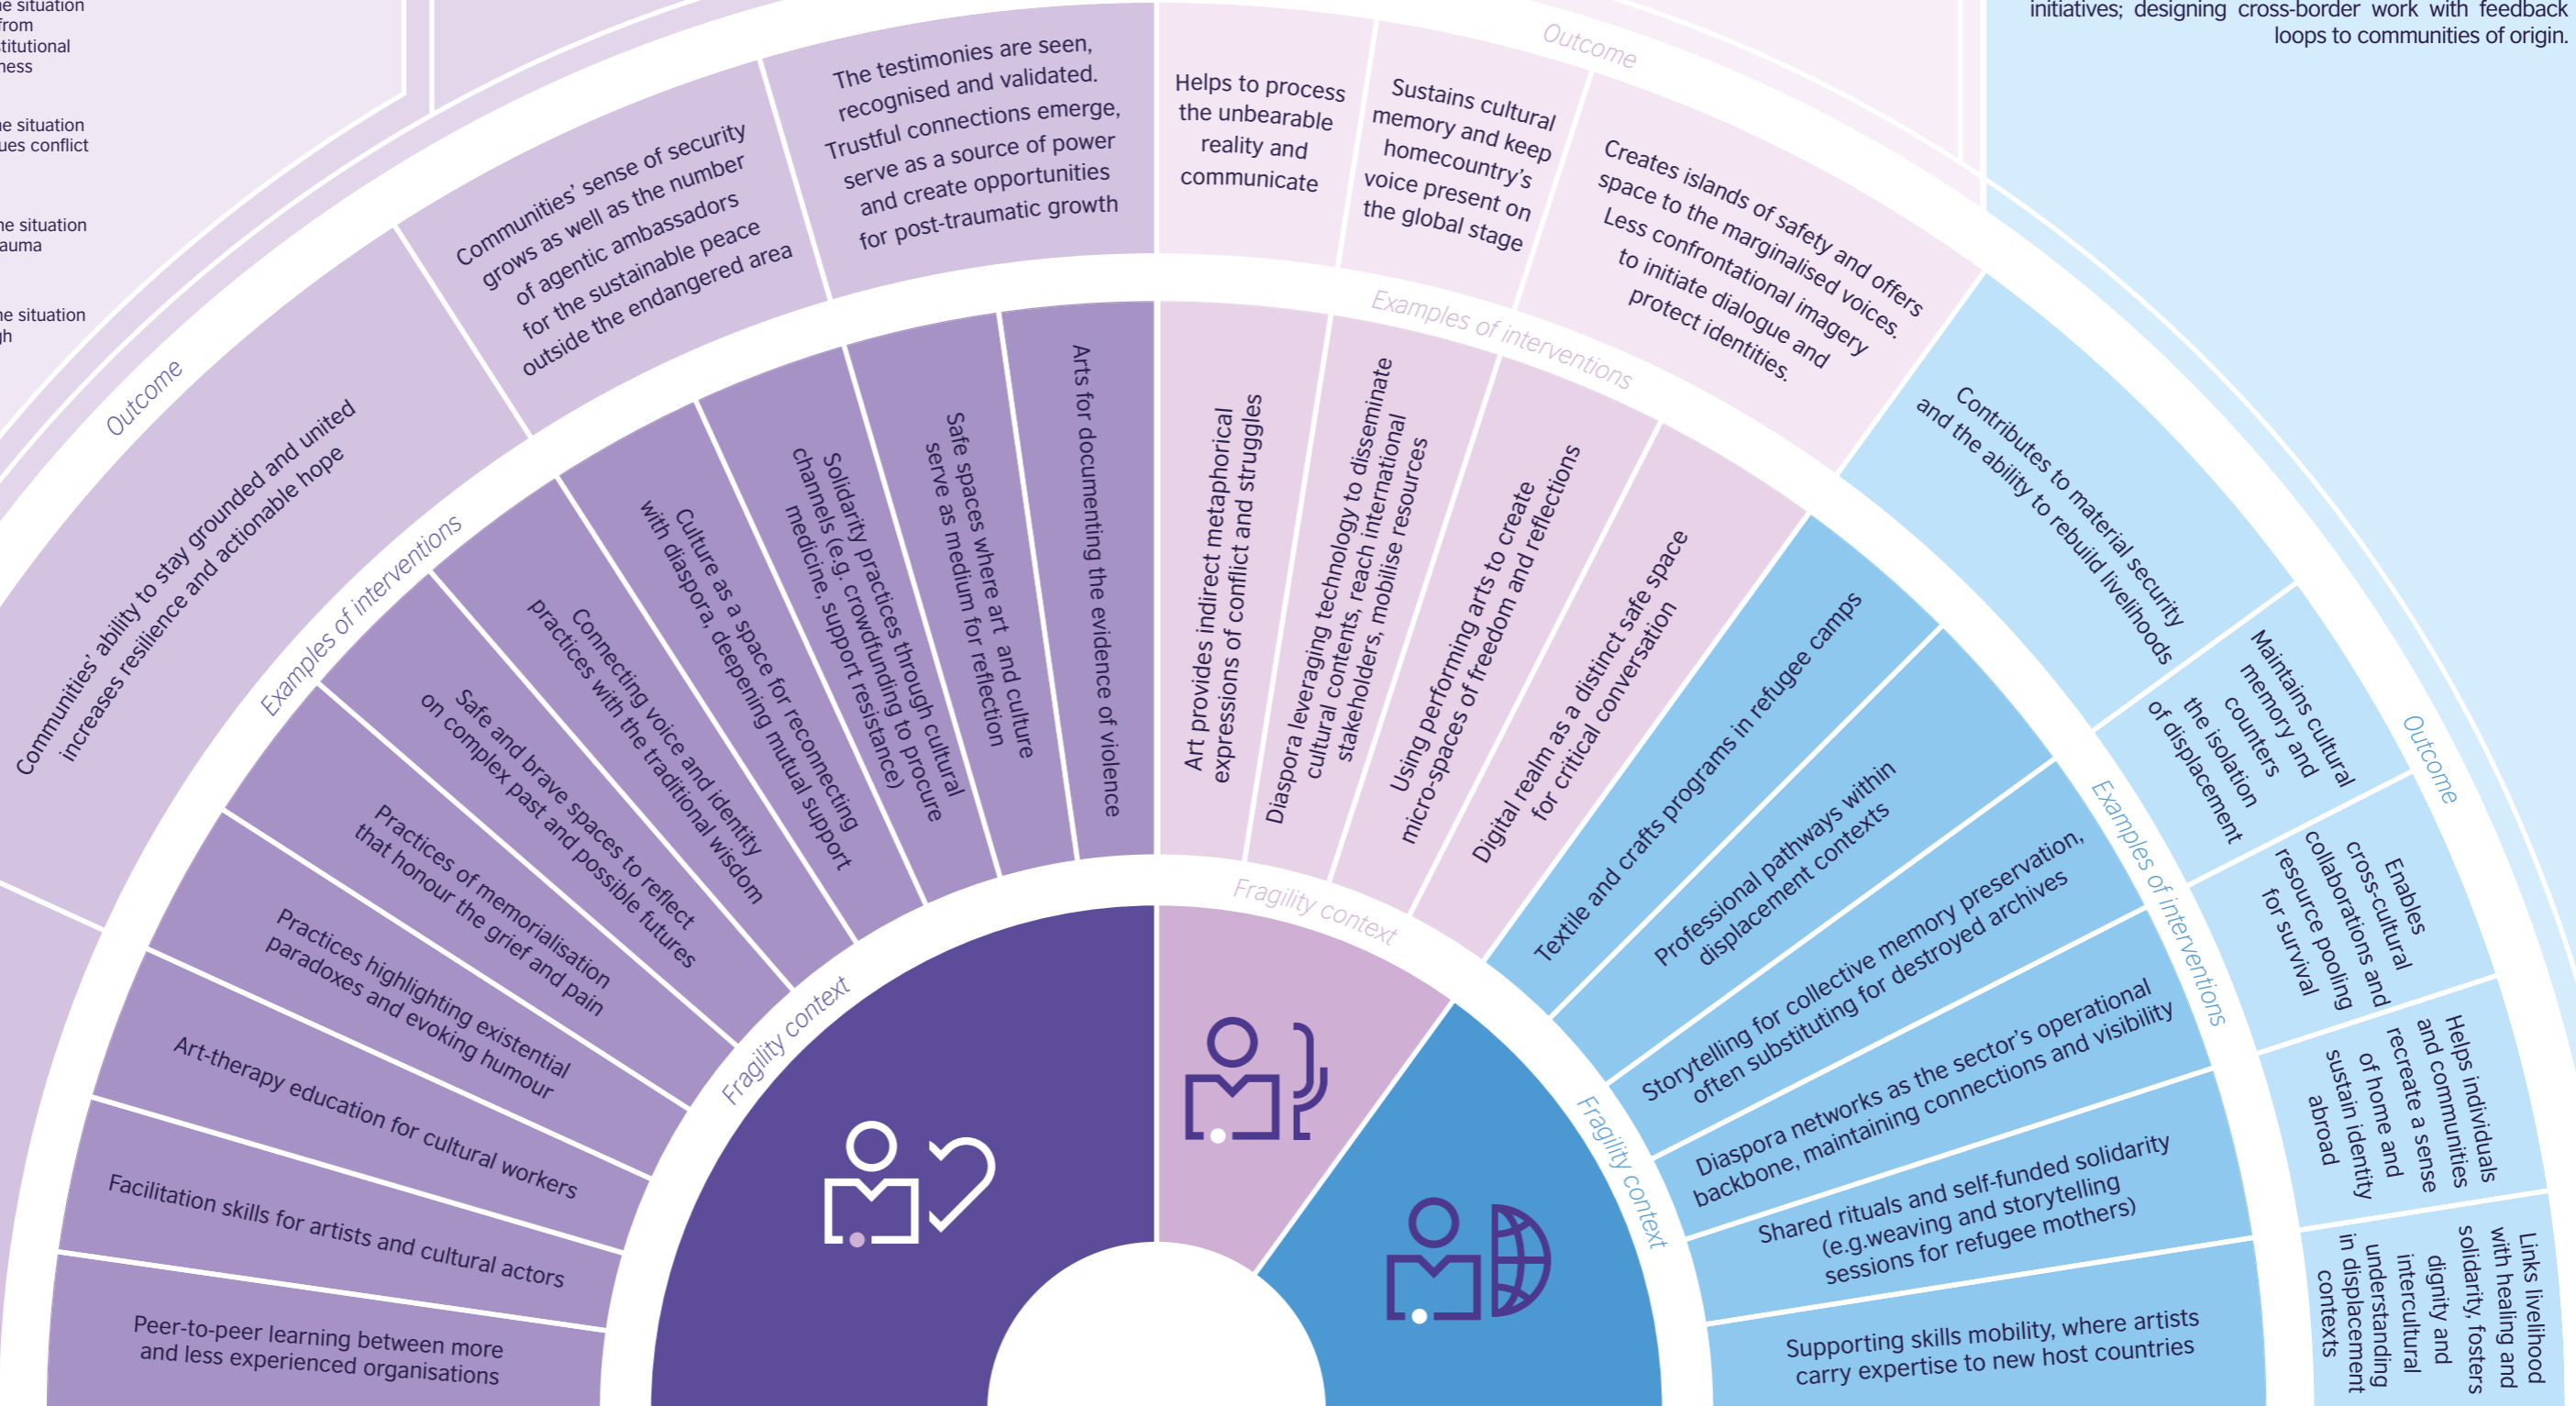 e situation
from
titutional
ness
e situation
ues conflict
ne situation
auma
ne situation
gh
initiatives; designing cross-border work with feedback
loops to communities of origin.
Outcome
Communities’ ability to stay grounded and united
increases resilience and actionable hope
Communities’ sense of security
grows as well as the number
of agentic ambassadors
for the sustainable peace
outside the endangered area
The testimonies are seen,
recognised and validated.
Trustful connections emerge,
serve as a source of power
and create opportunities
for post-traumatic growth
Outcome
Helps to process
the unbearable
reality and
communicate
Sustains cultural
memory and keep
homecountry’s
voice present on
the global stage
Creates islands of safety and offers
space to the marginalised voices.
Less confrontational imagery
to initiate dialogue and
protect identities.
Outcome
Contributes to material security
and the ability to rebuild livelihoods
Maintains cultural
memory and
counters
the isolation
of displacement
Enables
cross-cultural
collaborations and
resource pooling
for survival
Helps individuals
and communities
recreate a sense
of home and
sustain identity
abroad
Links livelihood
with healing and
solidarity, fosters
dignity and
intercultural
understanding
in displacement
contexts
Examples of interventions
Peer-to-peer learning between more
and less experienced organisations
Facilitation skills for artists and cultural actors
Art-therapy education for cultural workers
Practices highlighting existential
paradoxes and evoking humour
Practices of memorialisation
that honour the grief and pain
Safe and brave spaces to reflect
on complex past and possible futures
Connecting voice and identity
practices with the traditional wisdom
Culture as a space for reconnecting
with diaspora, deepening mutual support
Solidarity practices through cultural
channels (e.g. crowdfunding to procure
medicine, support resistance)
Safe spaces where art and culture
serve as medium for reflection
Arts for documenting the evidence of violence
Examples of interventions
Art provides indirect metaphorical
expressions of conflict and struggles
Diaspora leveraging technology to disseminate
cultural contents, reach international
stakeholders, mobilise resources
Using performing arts to create
micro-spaces of freedom and reflections
Digital realm as a distinct safe space
for critical conversation
Examples of interventions
Textile and crafts programs in refugee camps
Professional pathways within
displacement contexts
Storytelling for collective memory preservation,
often substituting for destroyed archives
Diaspora networks as the sector’s operational
backbone, maintaining connections and visibility
Shared rituals and self-funded solidarity
(e.g.weaving and storytelling
sessions for refugee mothers)
Supporting skills mobility, where artists
carry expertise to new host countries
Fragility context
Fragility context
Fragility context